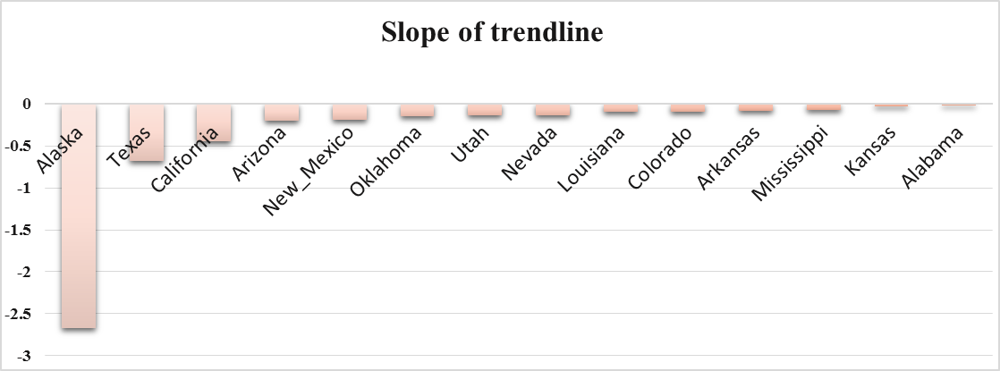 Slope of trendline
0
-0.5
-1
-1.5
-2
-2.5
-3
Alaska
Texas
California
Arizona
New_Mexico
Oklahoma
Utah
Nevada
Louisiana
Colorado
Arkansas
Mississippi
Kansas
Alabama